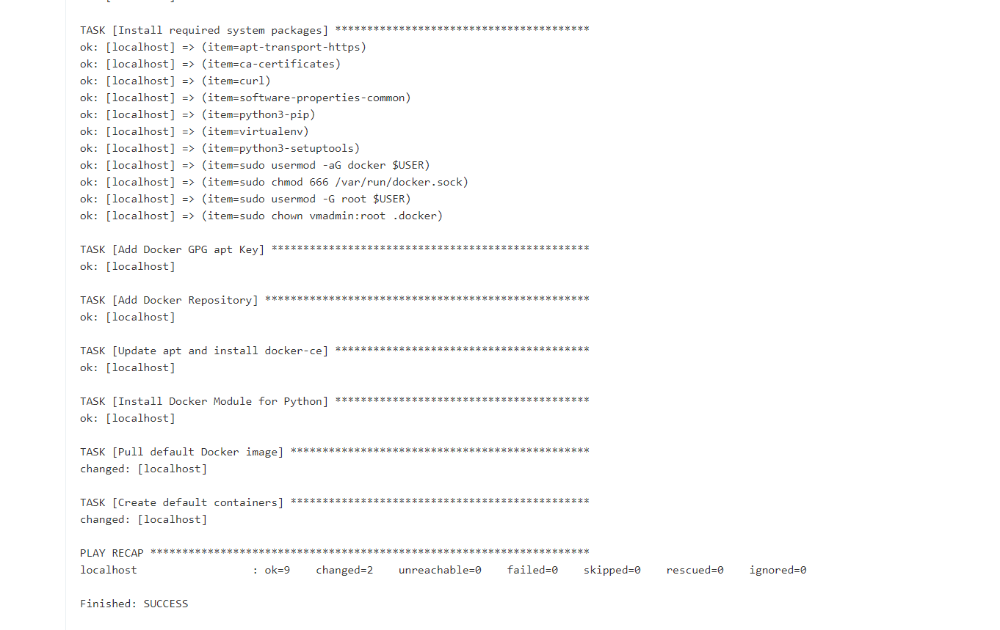 TASK [Install required system packages] ****************************************
ok: [localhost] => (item=apt-transport-https)
ok: [localhost] => (item=ca-certificates)
ok: [localhost] => (item=curl)
ok: [localhost] => (item=software-properties-common)
ok: [localhost] => (item=python3-pip)
ok: [localhost] => (item=virtualenv)
ok: [localhost] => (item=python3-setuptools)
ok: [localhost] => (item=sudo usermod -aG docker $USER)
ok: [localhost] => (item=sudo chmod 666 /var/run/docker.sock)
ok: [localhost] => (item=sudo usermod -G root $USER)
ok: [localhost] => (item=sudo chown vmadmin:root .docker)
TASK [Add Docker GPG apt Key] **************************************************
ok: [localhost]
TASK [Add Docker Repository] ***************************************************
ok: [localhost]
TASK [Update apt and install docker-ce] ****************************************
ok: [localhost]
TASK [Install Docker Module for Python] ****************************************
ok: [localhost]
TASK [Pull default Docker image] ***********************************************
changed: [localhost]
TASK [Create default containers] ***********************************************
changed: [localhost]
PLAY RECAP *********************************************************************
localhost                  : ok=9    changed=2    unreachable=0    failed=0    skipped=0    rescued=0    ignored=0
Finished: SUCCESS